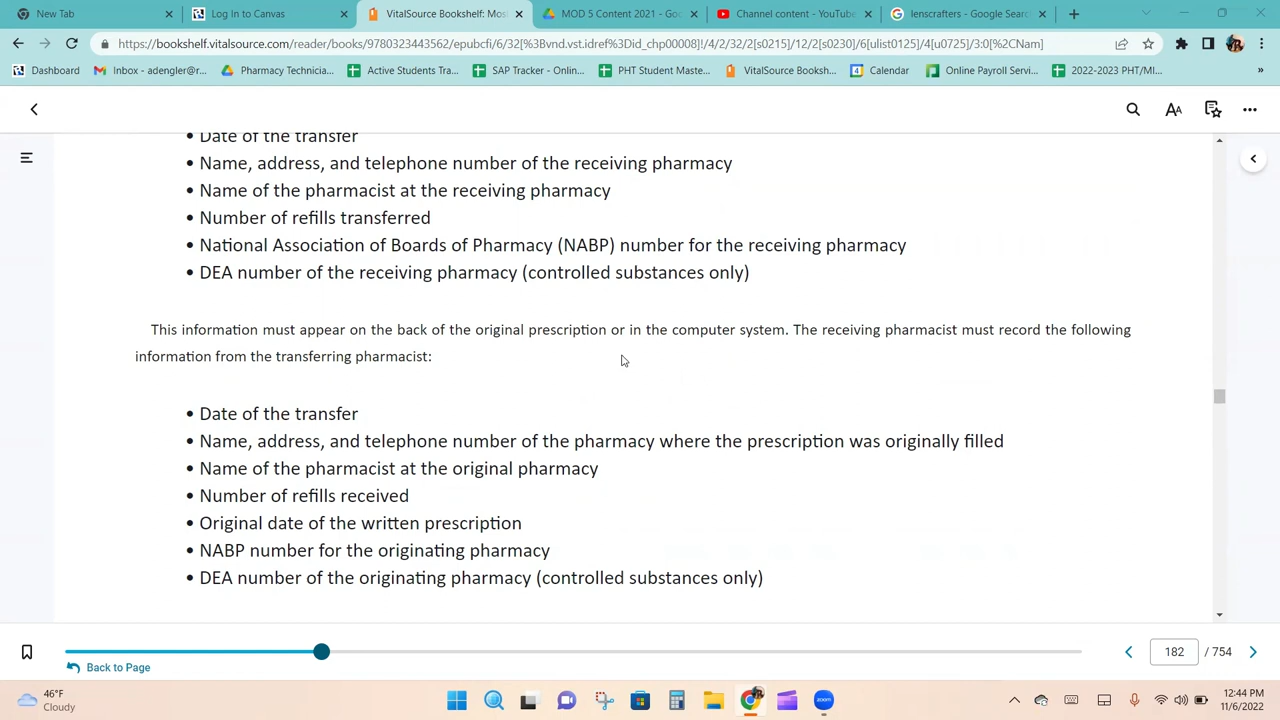 New Tab
Log In to Canvas
VitalSource Bookshelf: Mos
MOD 5 Content 2021 - Goo
Channel content - YouTube
lenscrafters - Google Searc
https://bookshelf.vitalsource.com/reader/books/9780323443562/epubcfi/6/32[%3Bvnd.vst.idref%3Did_chp00008]!/4/2/32/2[s0215]/12/2[s0230]/6[ulist0125]/4[u0725]/3:0[%2CNam]
Dashboard
Inbox - adengler@r...
Pharmacy Technicia...
Active Students Tra...
SAP Tracker - Onlin...
PHT Student Maste...
VitalSource Booksh...
Calendar
Online Payroll Servi...
2022-2023 PHT/MI...
»
AA
• Date of the transfer
• Name, address, and telephone number of the receiving pharmacy
• Name of the pharmacist at the receiving pharmacy
• Number of refills transferred
• National Association of Boards of Pharmacy (NABP) number for the receiving pharmacy
• DEA number of the receiving pharmacy (controlled substances only)
This information must appear on the back of the original prescription or in the computer system. The receiving pharmacist must record the following
information from the transferring pharmacist:
• Date of the transfer
• Name, address, and telephone number of the pharmacy where the prescription was originally filled
• Name of the pharmacist at the original pharmacy
• Number of refills received
• Original date of the written prescription
• NABP number for the originating pharmacy
• DEA number of the originating pharmacy (controlled substances only)
182 / 754
Back to Page
46°F
Cloudy
zoom
12:44 PM
11/6/2022